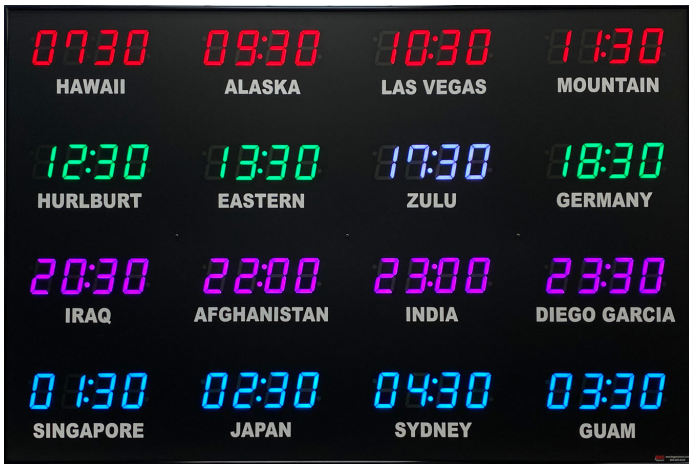 07:30 09:30 10:30 11:30
HAWAII ALASKA LAS VEGAS MOUNTAIN
12:30 13:30 17:30 18:30
HURLBURT EASTERN ZULU GERMANY
20:30 22:00 23:00 23:30
IRAQ AFGHANISTAN INDIA DIEGO GARCIA
01:30 02:30 04:30 03:30
SINGAPORE JAPAN SYDNEY GUAM